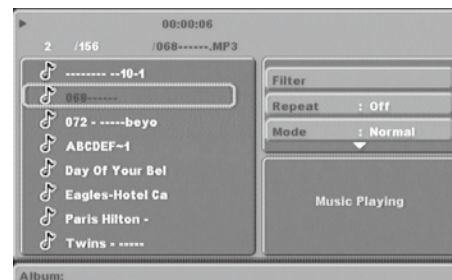 00:00:06
2 /156 /068------.MP3
-------- --10-1
068------
072 - -----beyo
ABCDEF~1
Day Of Your Bel
Eagles-Hotel Ca
Paris Hilton -
Twins - -----
Filter
Repeat : Off
Mode : Normal
Music Playing
Album: